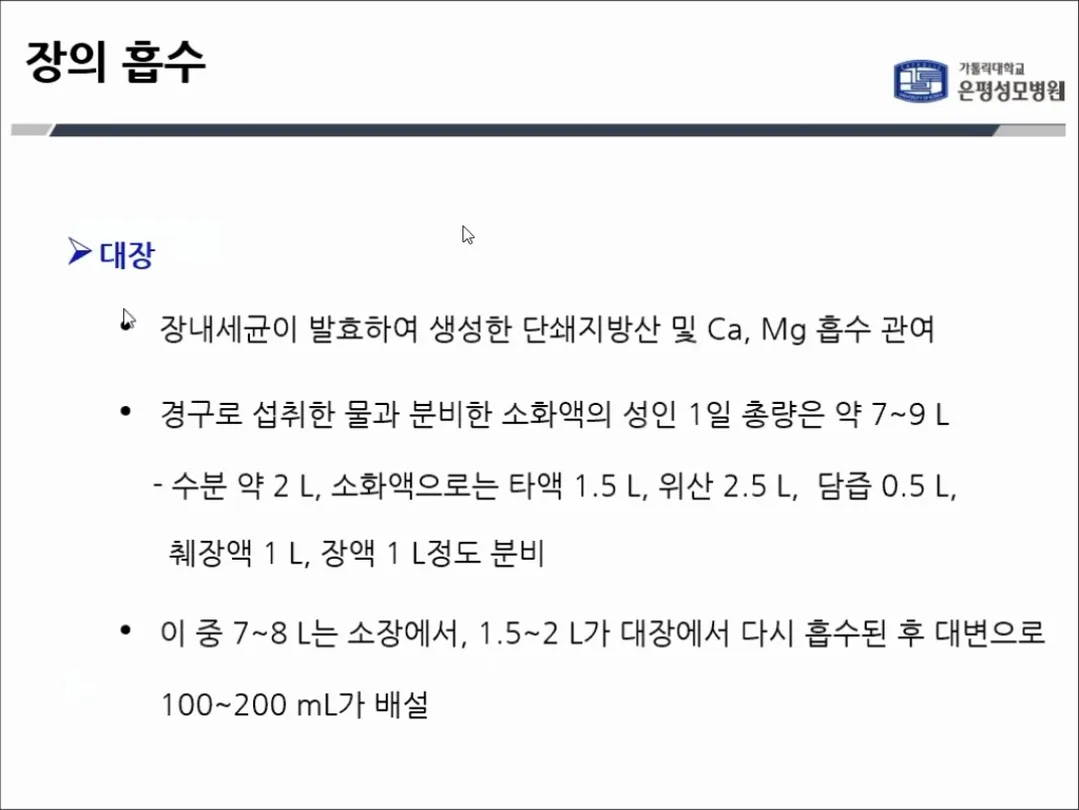 장의 흡수
가톨릭대학교
은평성모병원
➢ 대장
• 장내세균이 발효하여 생성한 단쇄지방산 및 Ca, Mg 흡수 관여
• 경구로 섭취한 물과 분비한 소화액의 성인 1일 총량은 약 7~9 L
- 수분 약 2 L, 소화액으로는 타액 1.5 L, 위산 2.5 L, 담즙 0.5 L,
췌장액 1 L, 장액 1 L정도 분비
• 이 중 7~8 L는 소장에서, 1.5~2 L가 대장에서 다시 흡수된 후 대변으로
100~200 mL가 배설